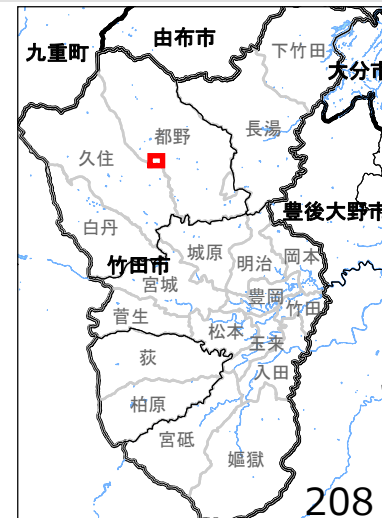 由布市
九重町
下竹田
大分市
都野
長湯
久住
白丹
豊後大野市
城原
岡本
明治
竹田市
宮城
豊岡
竹田
菅生
松本
玉来
荻
入田
柏原
宮砥
嫗獄
208